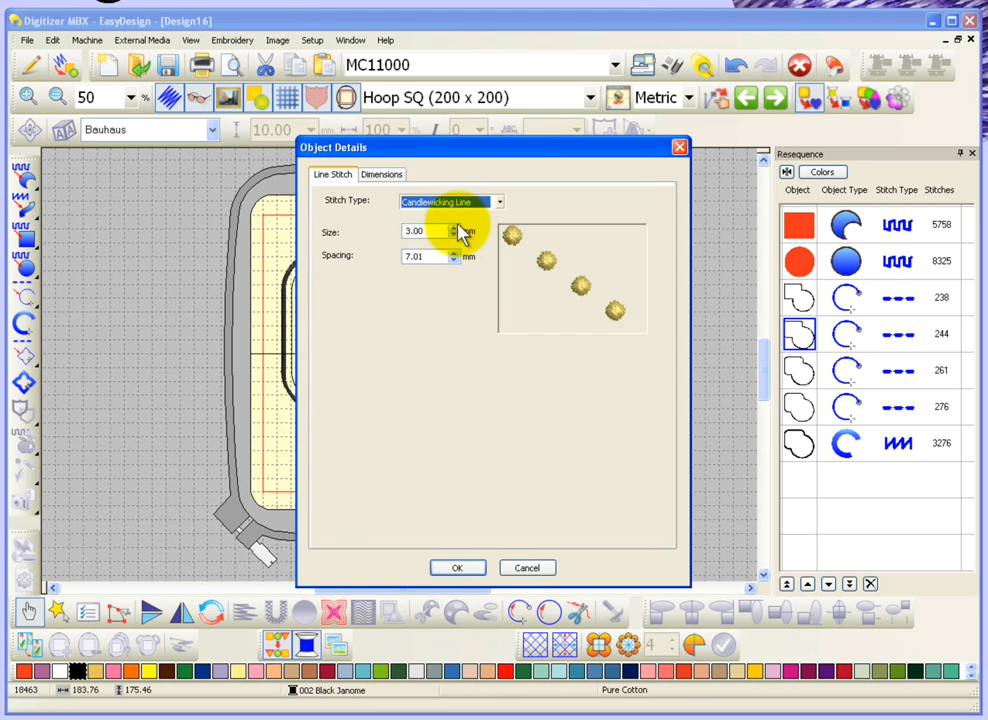 Digitizer MBX - EasyDesign - [Design16]
File Edit Machine External Media View Embroidery Image Setup Window Help
MC11000
50 % Hoop SQ (200 x 200) Metric
Bauhaus 10.00 100 0
Object Details
Line Stitch Dimensions
Stitch Type: Candlewicking Line
Size: 3.00 mm
Spacing: 7.01 mm
OK Cancel
Resequence
Colors
Object Object Type Stitch Type Stitches
5758
8325
238
244
261
276
3276
4
18463 183.76 175.46 002 Black Janome Pure Cotton